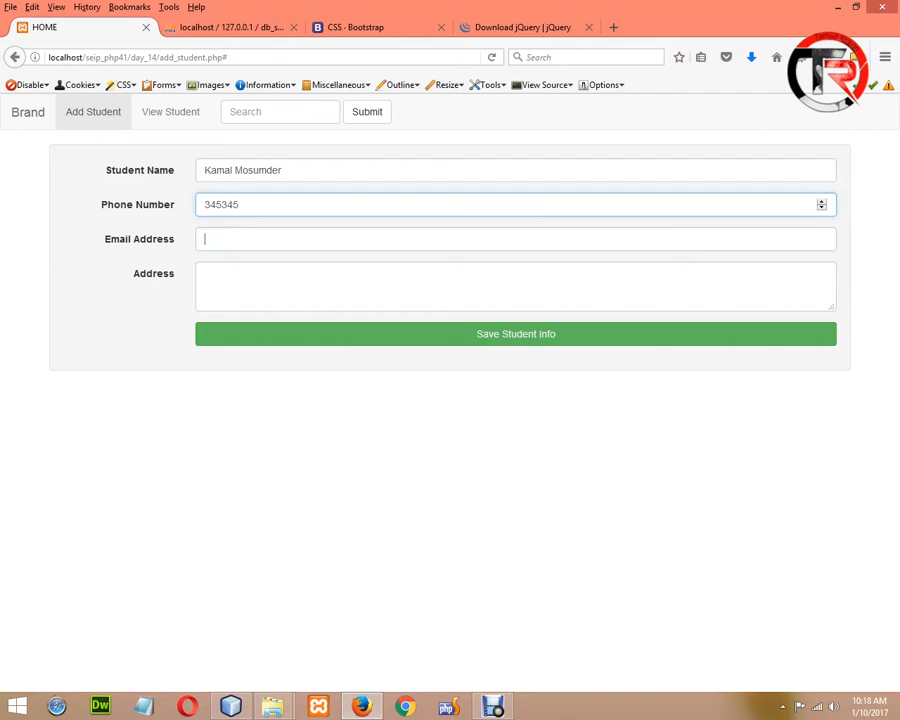 File Edit View History Bookmarks Tools Help
HOME
localhost / 127.0.0.1 / db_s...
CSS · Bootstrap
Download jQuery | jQuery
localhost/seip_php41/day_14/add_student.php#
Search
Disable Cookies CSS Forms Images Information Miscellaneous Outline Resize Tools View Source Options
Brand Add Student View Student Search Submit
Student Name Kamal Mosumder
Phone Number 345345
Email Address
Address
Save Student Info
10:18 AM
1/10/2017
Dw
php
TR